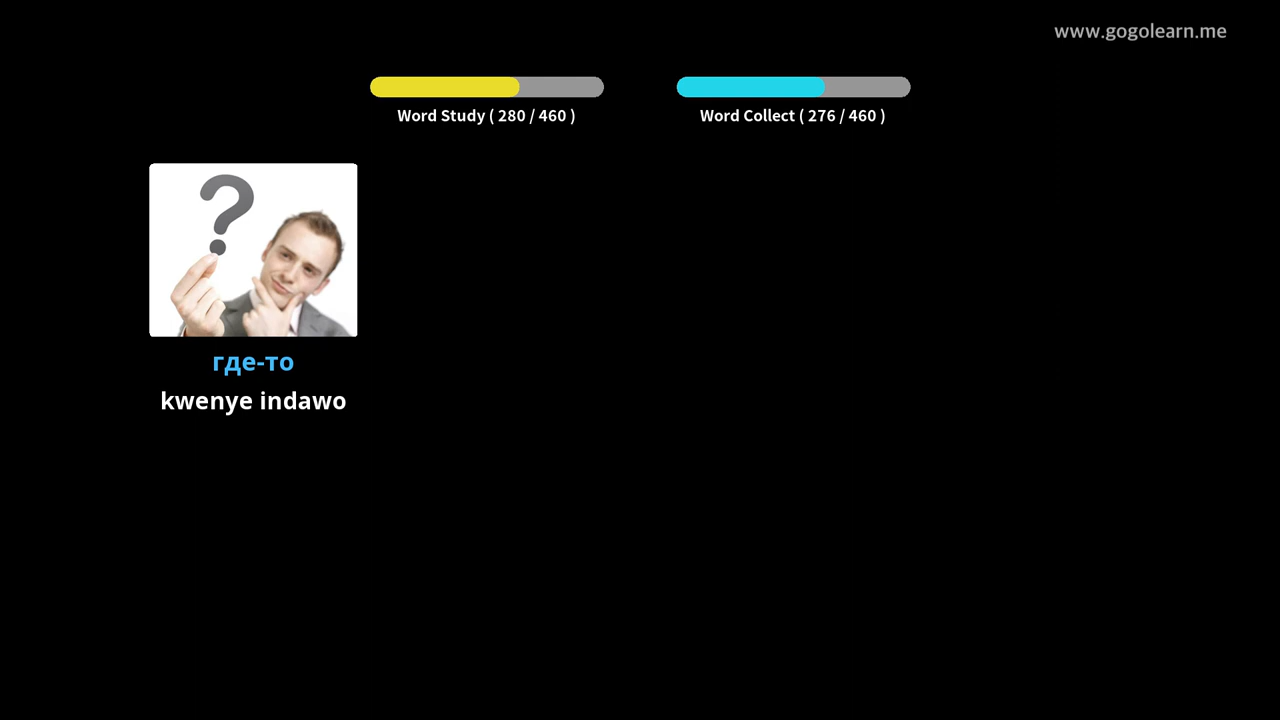 www.gogolearn.me
Word Study ( 280 / 460 )
Word Collect ( 276 / 460 )
?
где-то
kwenye indawo